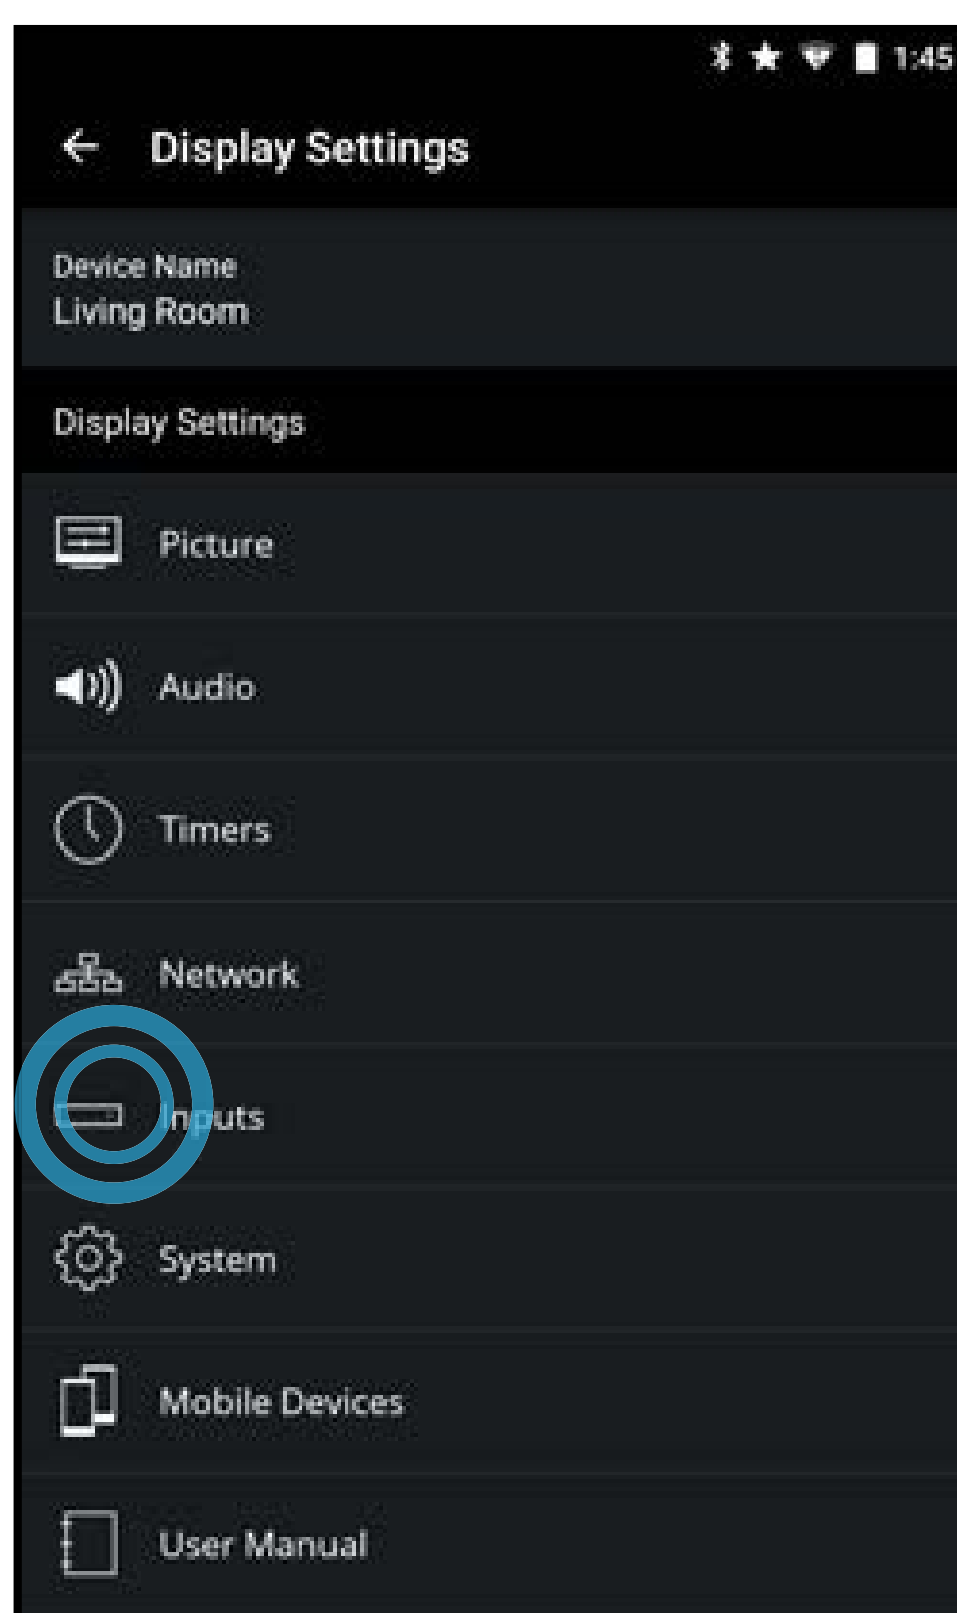 1:45
Display Settings
Device Name
Living Room
Display Settings
Picture
Audio
Timers
Network
Inputs
System
Mobile Devices
User Manual